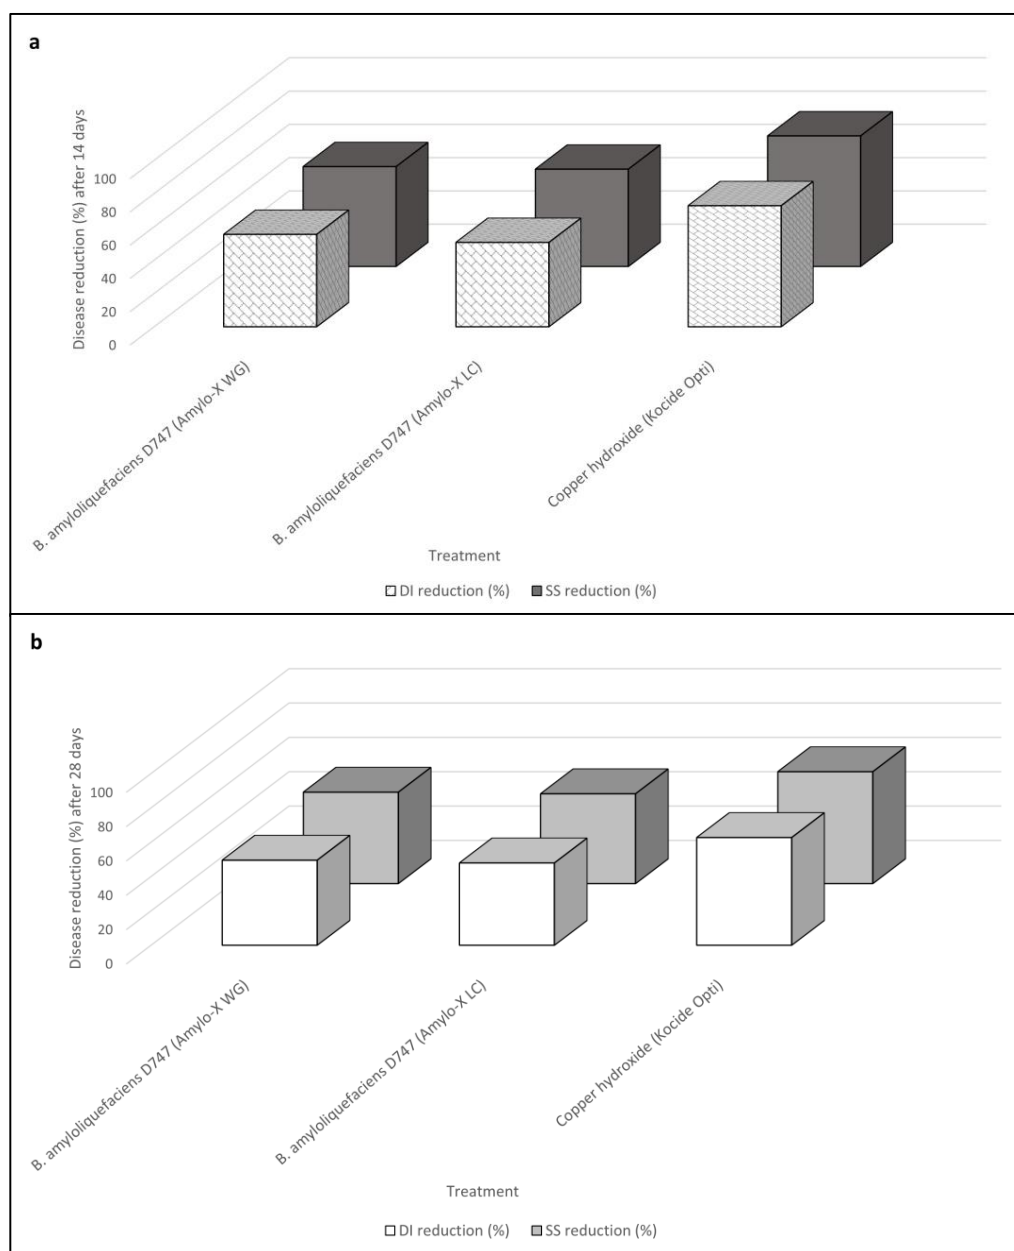 a
Disease reduction (%) after 14 days
100
80
60
40
20
0
B. amyloliquefaciens D747 (Amylo-X WG)
B. amyloliquefaciens D747 (Amylo-X LC)
Copper hydroxide (Kocide Opti)
Treatment
DI reduction (%) SS reduction (%)
b
Disease reduction (%) after 28 days
100
80
60
40
20
0
B. amyloliquefaciens D747 (Amylo-X WG)
B. amyloliquefaciens D747 (Amylo-X LC)
Copper hydroxide (Kocide Opti)
Treatment
DI reduction (%) SS reduction (%)